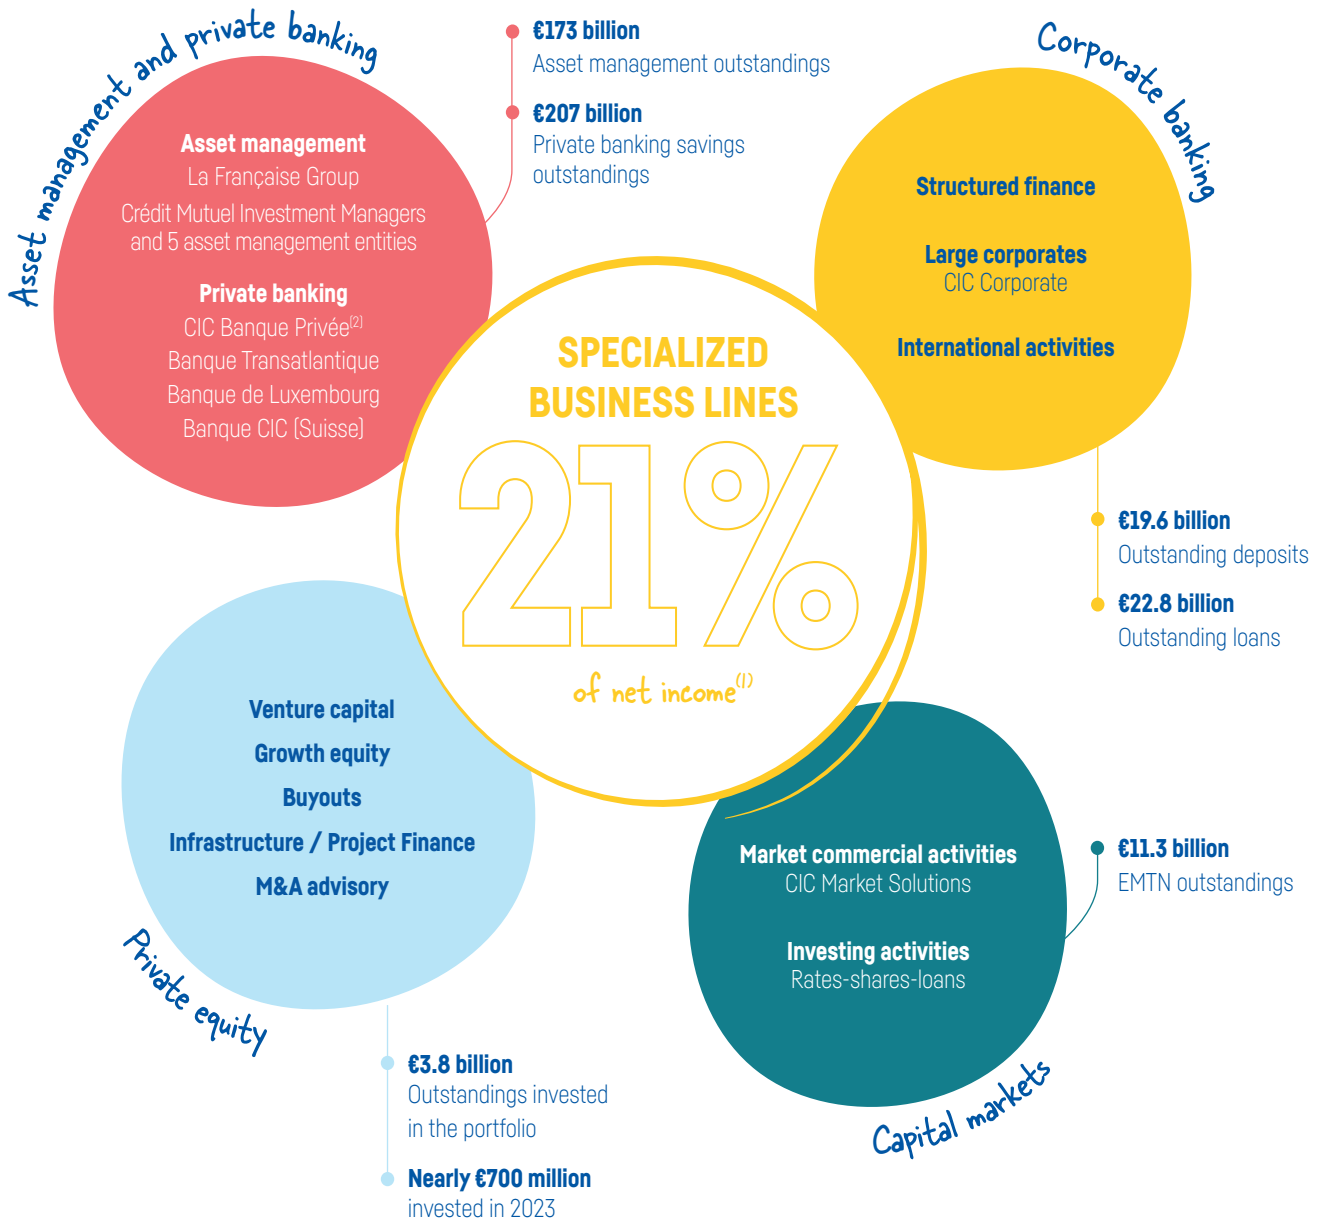 Asset management and private banking
Asset management
La Française Group
Crédit Mutuel Investment Managers
and 5 asset management entities
Private banking
CIC Banque Privée(2)
Banque Transatlantique
Banque de Luxembourg
Banque CIC (Suisse)
€173 billion
Asset management outstandings
€207 billion
Private banking savings
outstandings
Corporate banking
Structured finance
Large corporates
CIC Corporate
International activities
€19.6 billion
Outstanding deposits
€22.8 billion
Outstanding loans
SPECIALIZED
BUSINESS LINES
21%
of net income(1)
Venture capital
Growth equity
Buyouts
Infrastructure / Project Finance
M&A advisory
Private equity
€3.8 billion
Outstandings invested
in the portfolio
Nearly €700 million
invested in 2023
Market commercial activities
CIC Market Solutions
Investing activities
Rates-shares-loans
Capital markets
€11.3 billion
EMTN outstandings